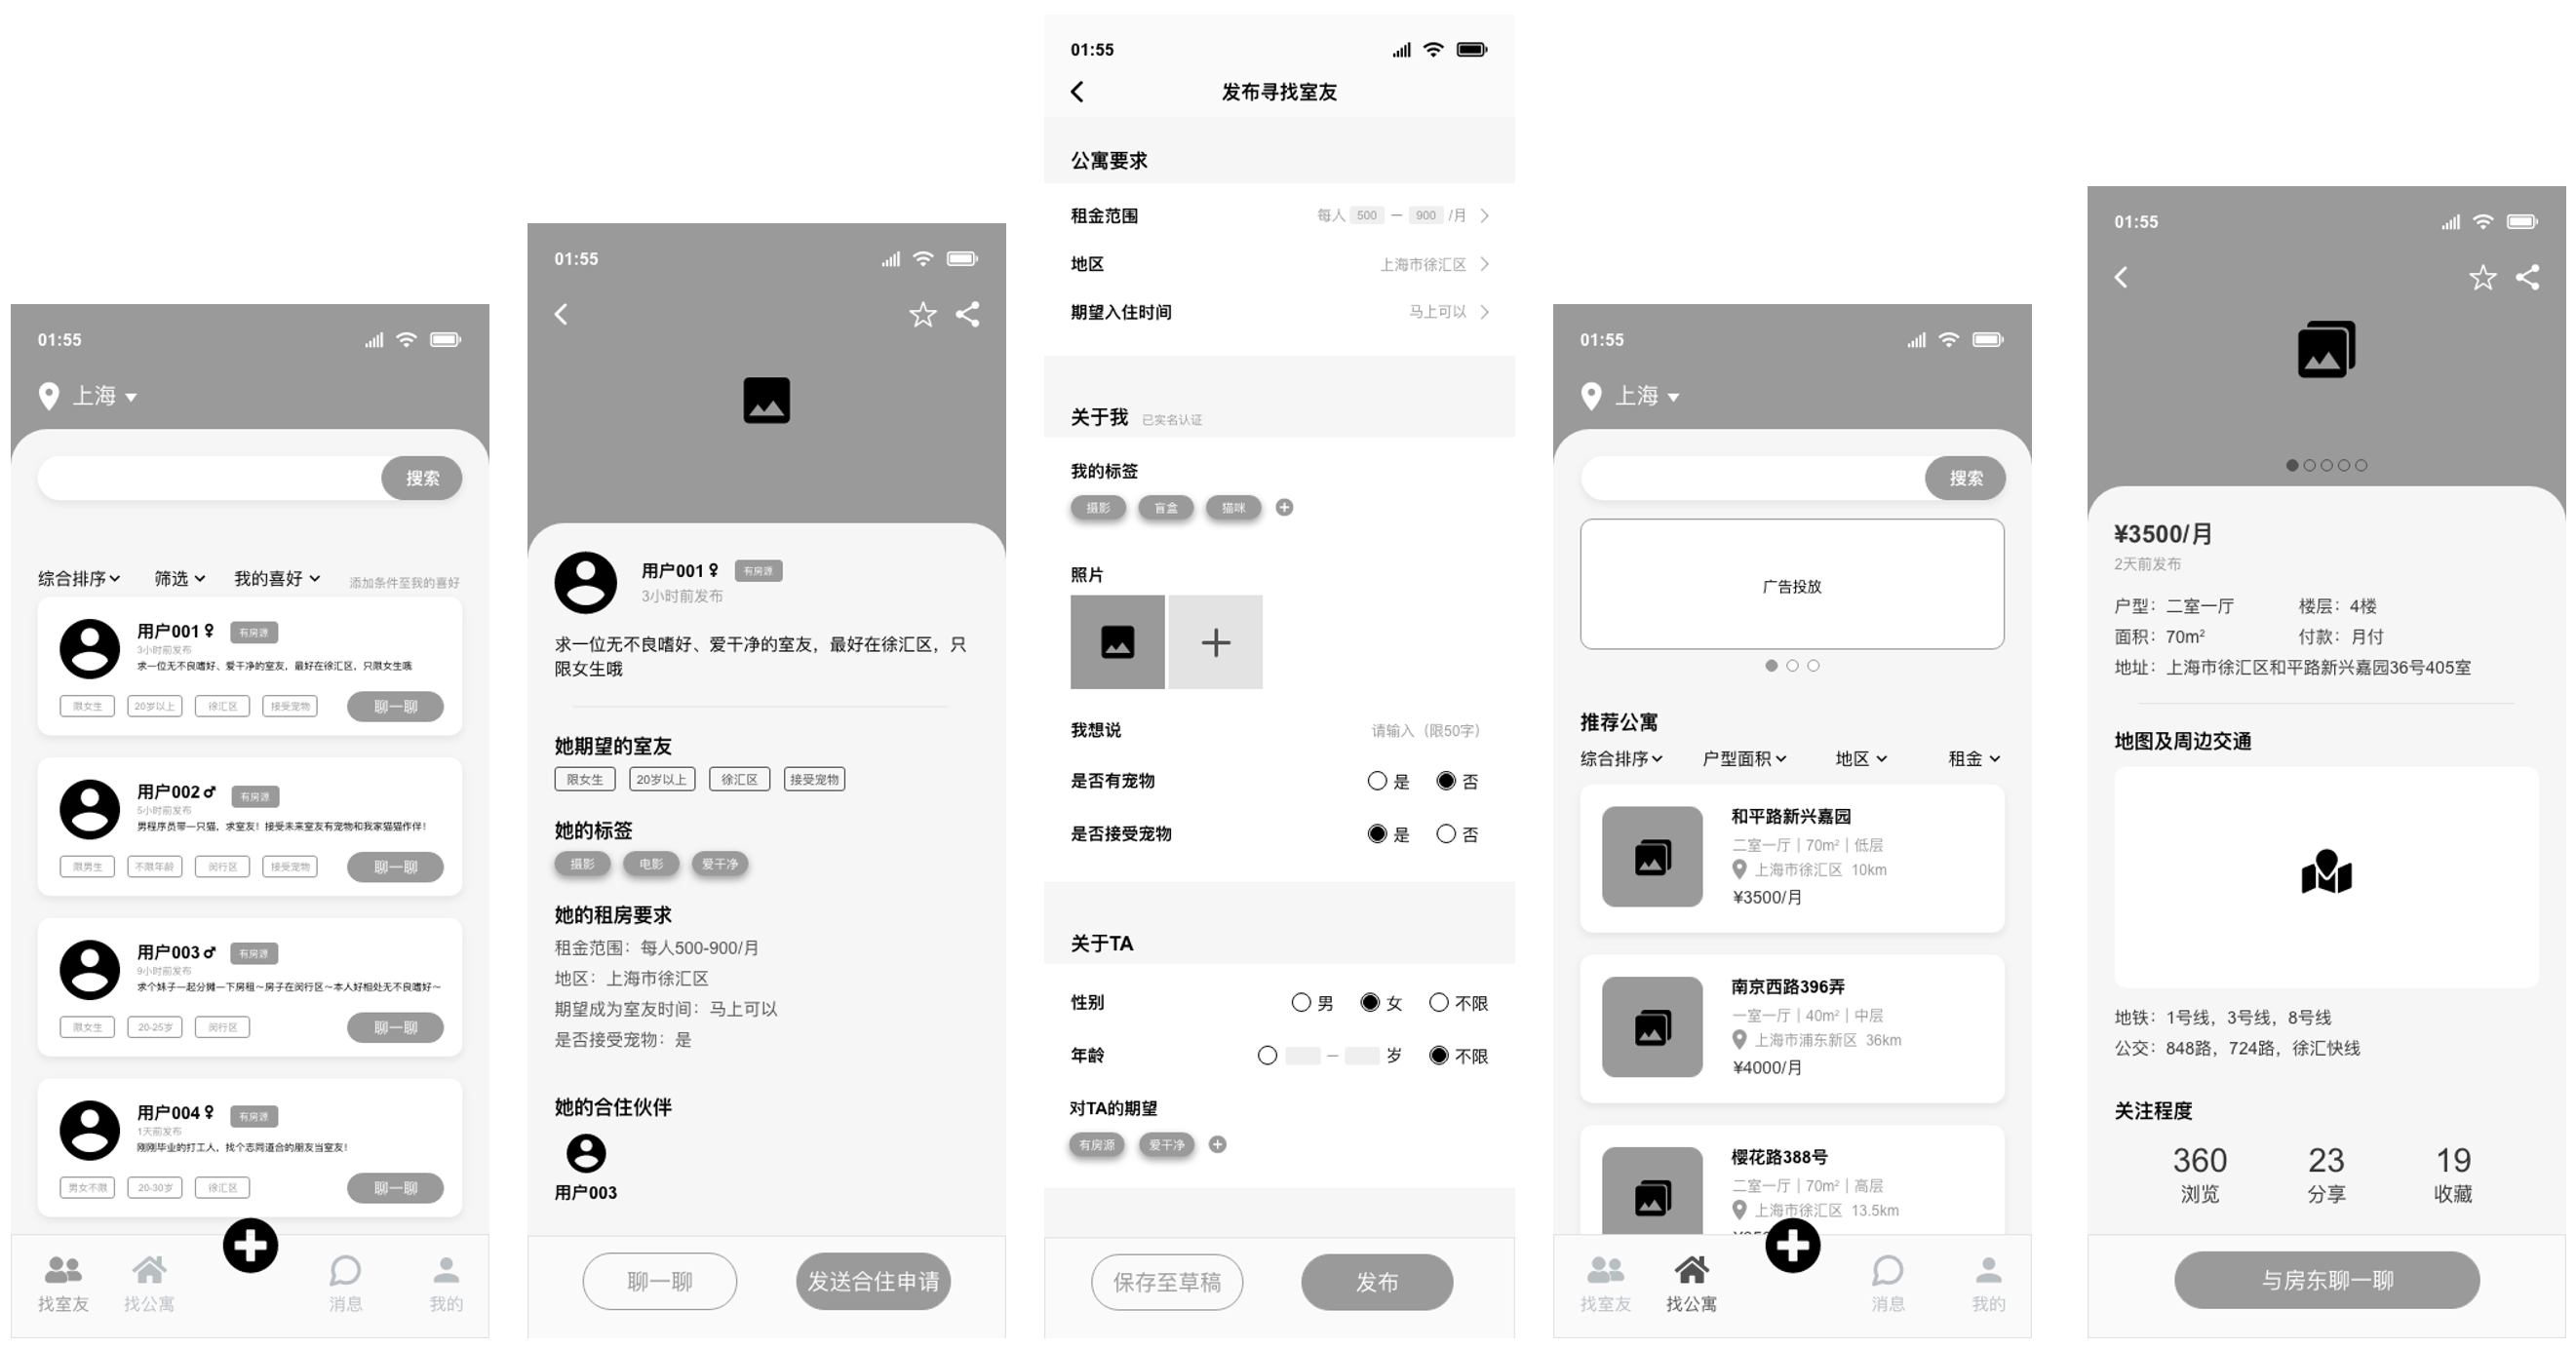 01:55
上海
搜索
综合排序 筛选 我的喜好 添加条件至我的喜好
用户001 有房源
3小时前发布
求一位无不良嗜好、爱干净的室友，最好在徐汇区，只限女生哦
限女生 20岁以上 徐汇区 接受宠物 聊一聊
用户002 有房源
5小时前发布
男程序员带一只猫，求室友！接受未来室友有宠物和我家猫猫作伴！
限男生 不限年龄 闵行区 接受宠物 聊一聊
用户003 有房源
9小时前发布
求个妹子一起分摊一下房租～房子在闵行区～本人好相处无不良嗜好～
限女生 20-25岁 闵行区 聊一聊
用户004 有房源
1天前发布
刚刚毕业的打工人，找个志同道合的朋友当室友！
男女不限 20-30岁 徐汇区 聊一聊
找室友 找公寓 消息 我的
01:55
用户001 有房源
3小时前发布
求一位无不良嗜好、爱干净的室友，最好在徐汇区，只
限女生哦
她期望的室友
限女生 20岁以上 徐汇区 接受宠物
她的标签
摄影 电影 爱干净
她的租房要求
租金范围：每人500-900/月
地区：上海市徐汇区
期望成为室友时间：马上可以
是否接受宠物：是
她的合住伙伴
用户003
聊一聊 发送合住申请
01:55
发布寻找室友
公寓要求
租金范围 每人 500 — 900 /月
地区 上海市徐汇区
期望入住时间 马上可以
关于我 已实名认证
我的标签
摄影 盲盒 猫咪
照片
我想说 请输入（限50字）
是否有宠物 是 否
是否接受宠物 是 否
关于TA
性别 男 女 不限
年龄 — 岁 不限
对TA的期望
有房源 爱干净
保存至草稿 发布
01:55
上海
搜索
广告投放
推荐公寓
综合排序 户型面积 地区 租金
和平路新兴嘉园
二室一厅｜70m²｜低层
上海市徐汇区 10km
¥3500/月
南京西路396弄
一室一厅｜40m²｜中层
上海市浦东新区 36km
¥4000/月
樱花路388号
二室一厅｜70m²｜高层
上海市徐汇区 13.5km
找室友 找公寓 消息 我的
01:55
¥3500/月
2天前发布
户型：二室一厅 楼层：4楼
面积：70m² 付款：月付
地址：上海市徐汇区和平路新兴嘉园36号405室
地图及周边交通
地铁：1号线，3号线，8号线
公交：848路，724路，徐汇快线
关注程度
360 23 19
浏览 分享 收藏
与房东聊一聊